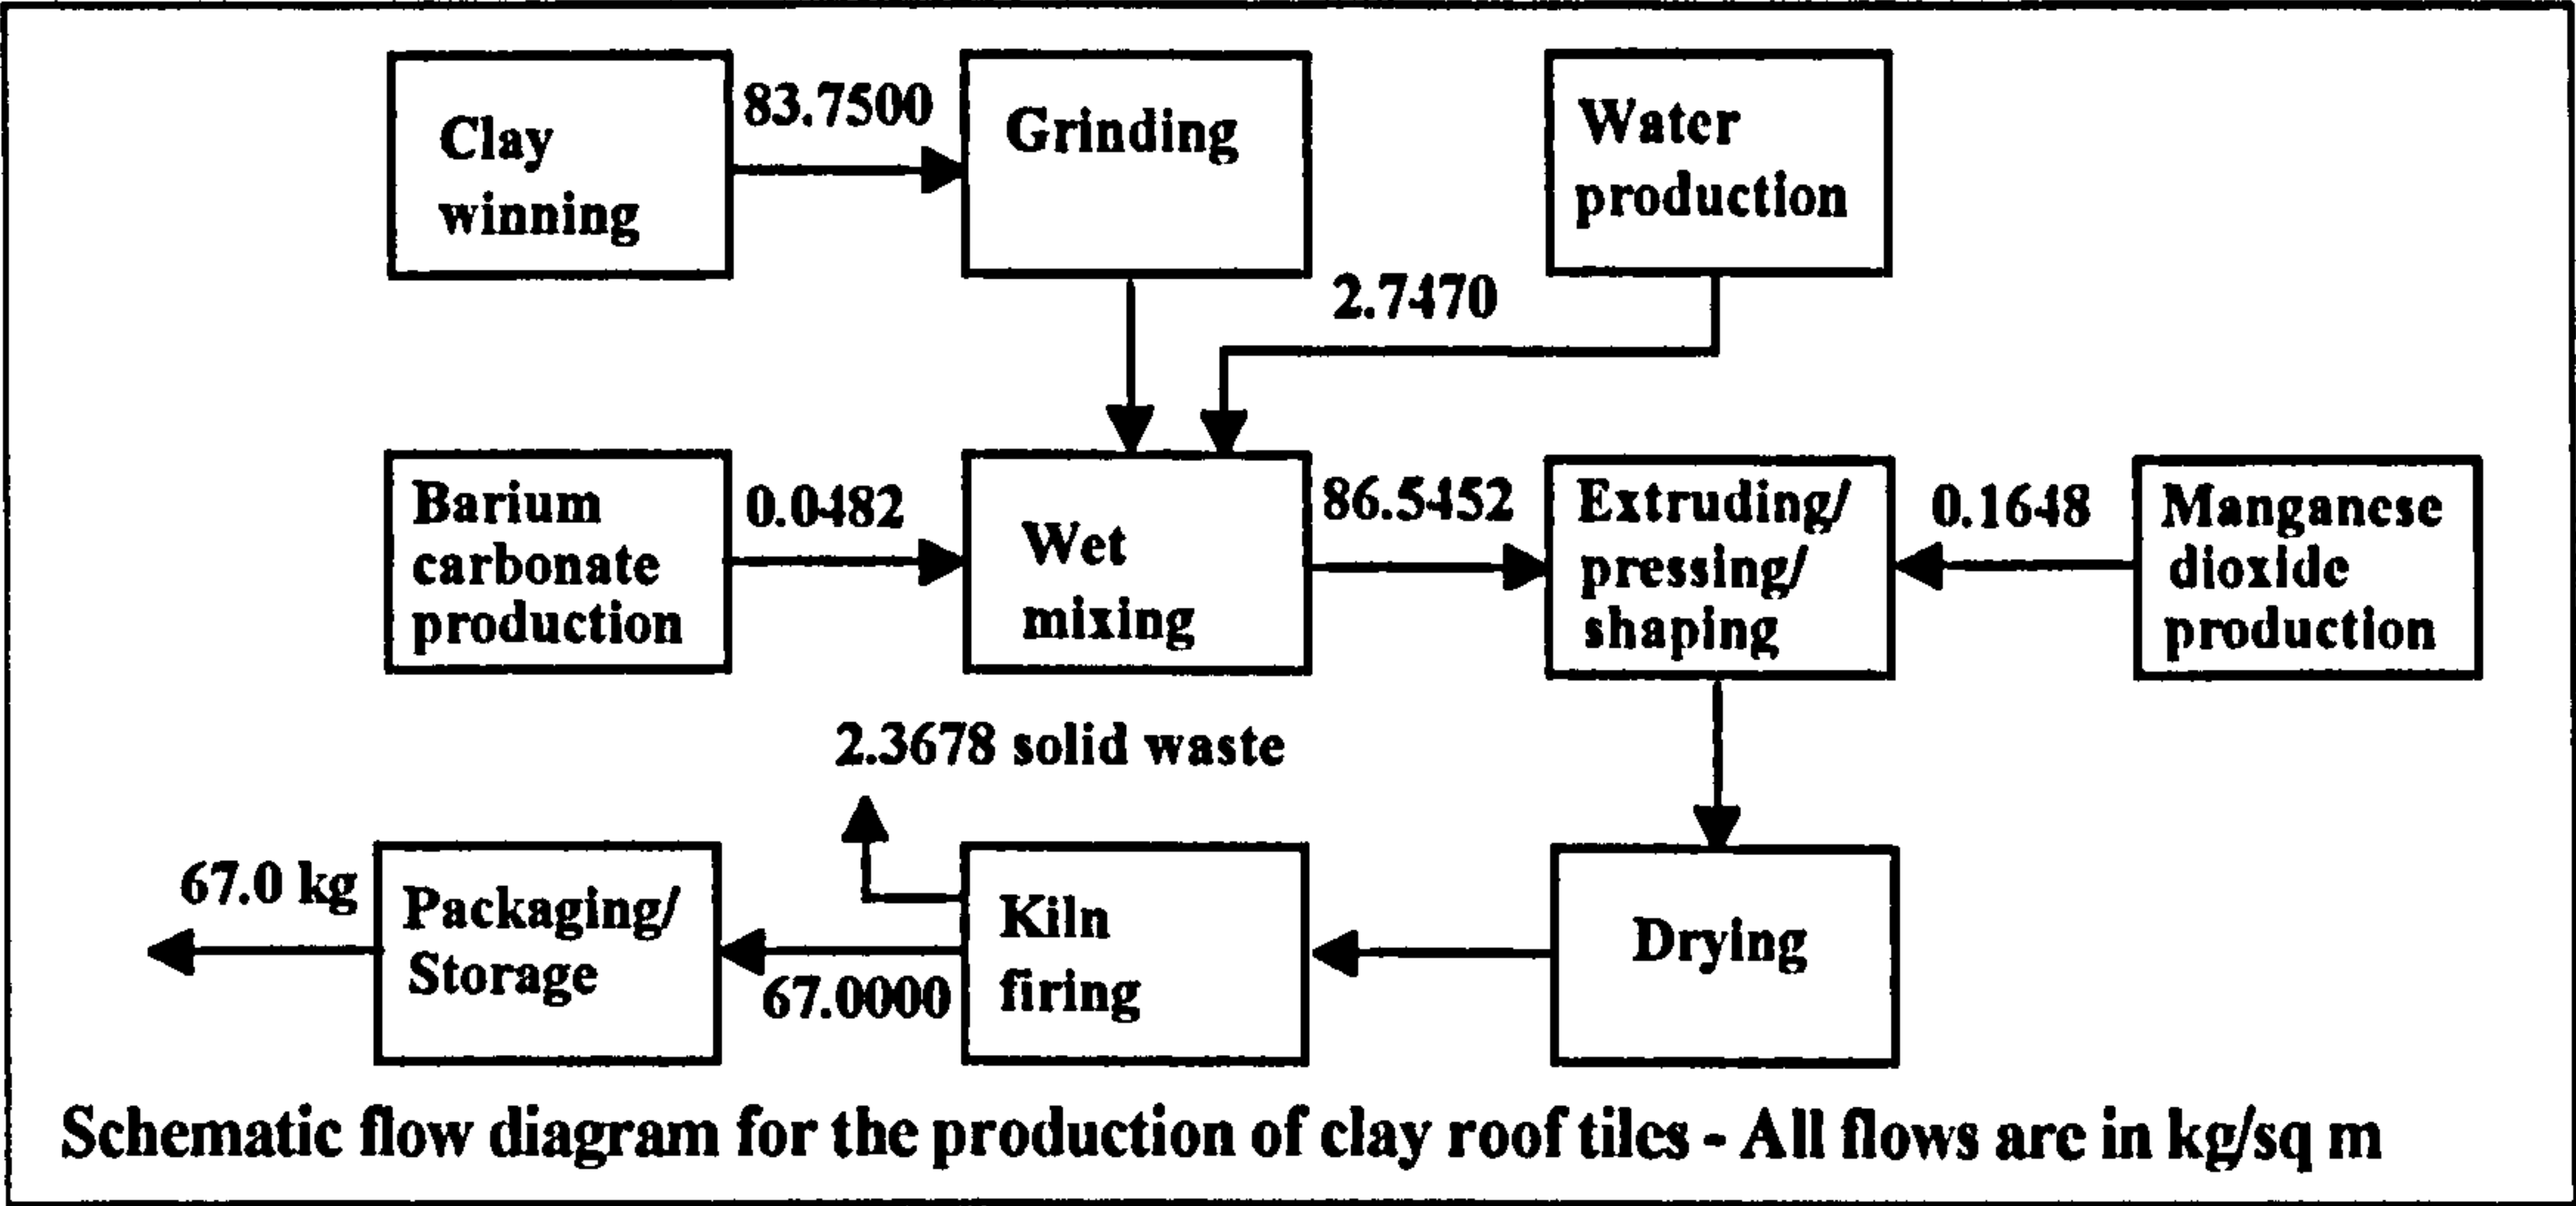 Clay
winning
83.7500
Grinding
Water
production
2.7470
Barium
carbonate
production
0.0482
Wet
mixing
86.5452
Extruding/
pressing/
shaping
0.1648
Manganese
dioxide
production
2.3678 solid waste
67.0 kg
Packaging/
Storage
67.0000
Kiln
firing
Drying
Schematic flow diagram for the production of clay roof tiles - All flows are in kg/sq m